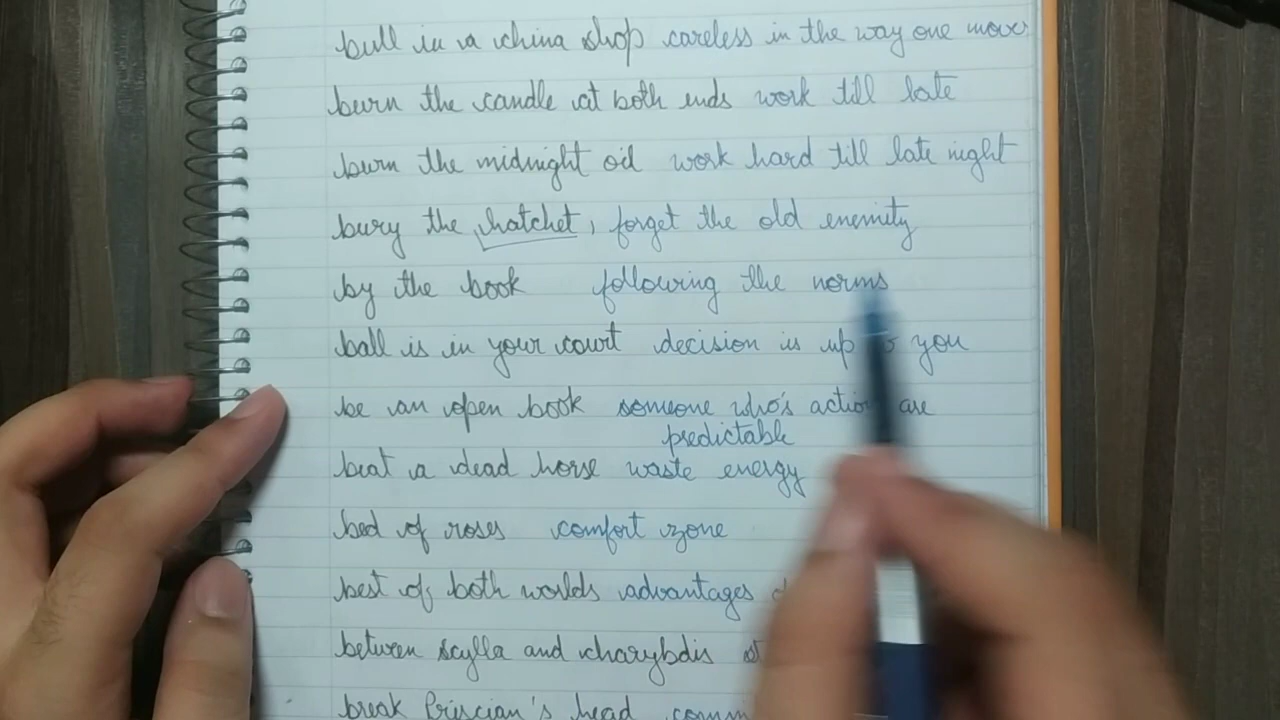 bull in a china shop careless in the way one moves
burn the candle at both ends work till late
burn the midnight oil work hard till late night
bury the hatchet, forget the old enemity
by the book following the norms
ball is in your court decision is up you
be an open book someone who's are
predictable
beat a dead horse waste energy
bed of roses comfort zone
best of both worlds advantages
between scylla and charybdis
break Priscian's head